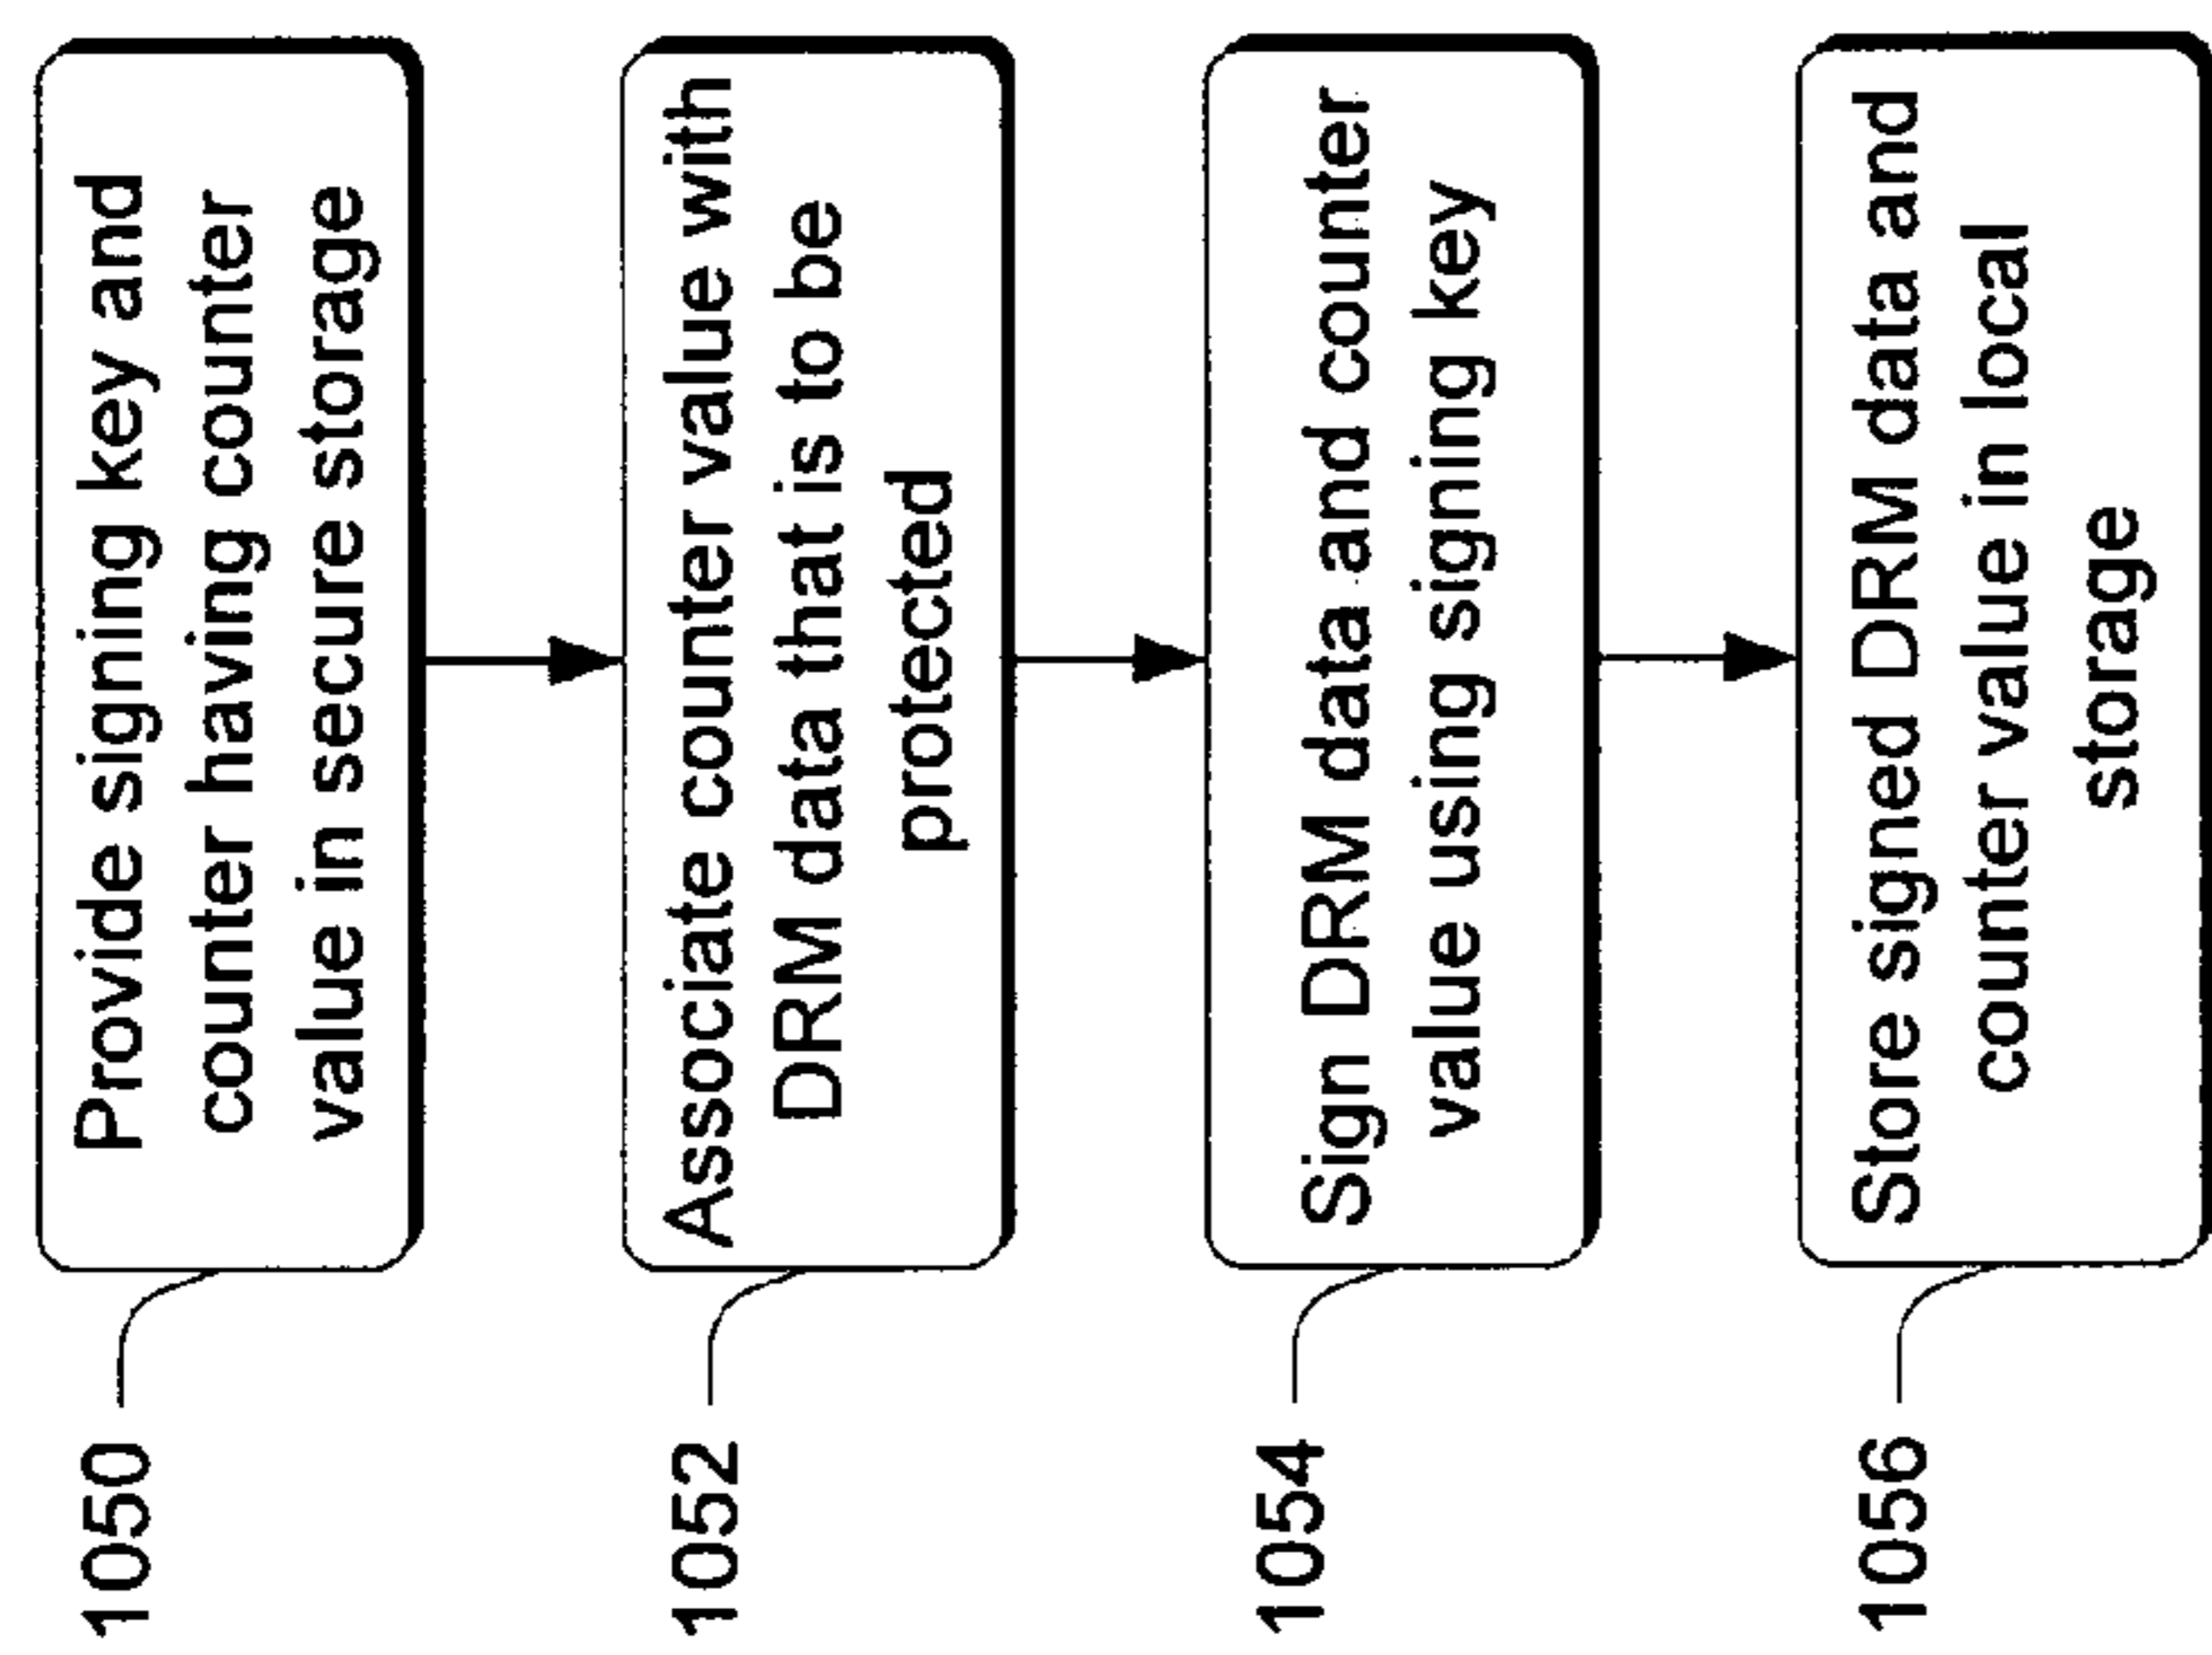 1050
Provide signing key and
counter having counter
value in secure storage
1052
Associate counter value with
DRM data that is to be
protected
1054
Sign DRM data and counter
value using signing key
1056
Store signed DRM data and
counter value in local
storage